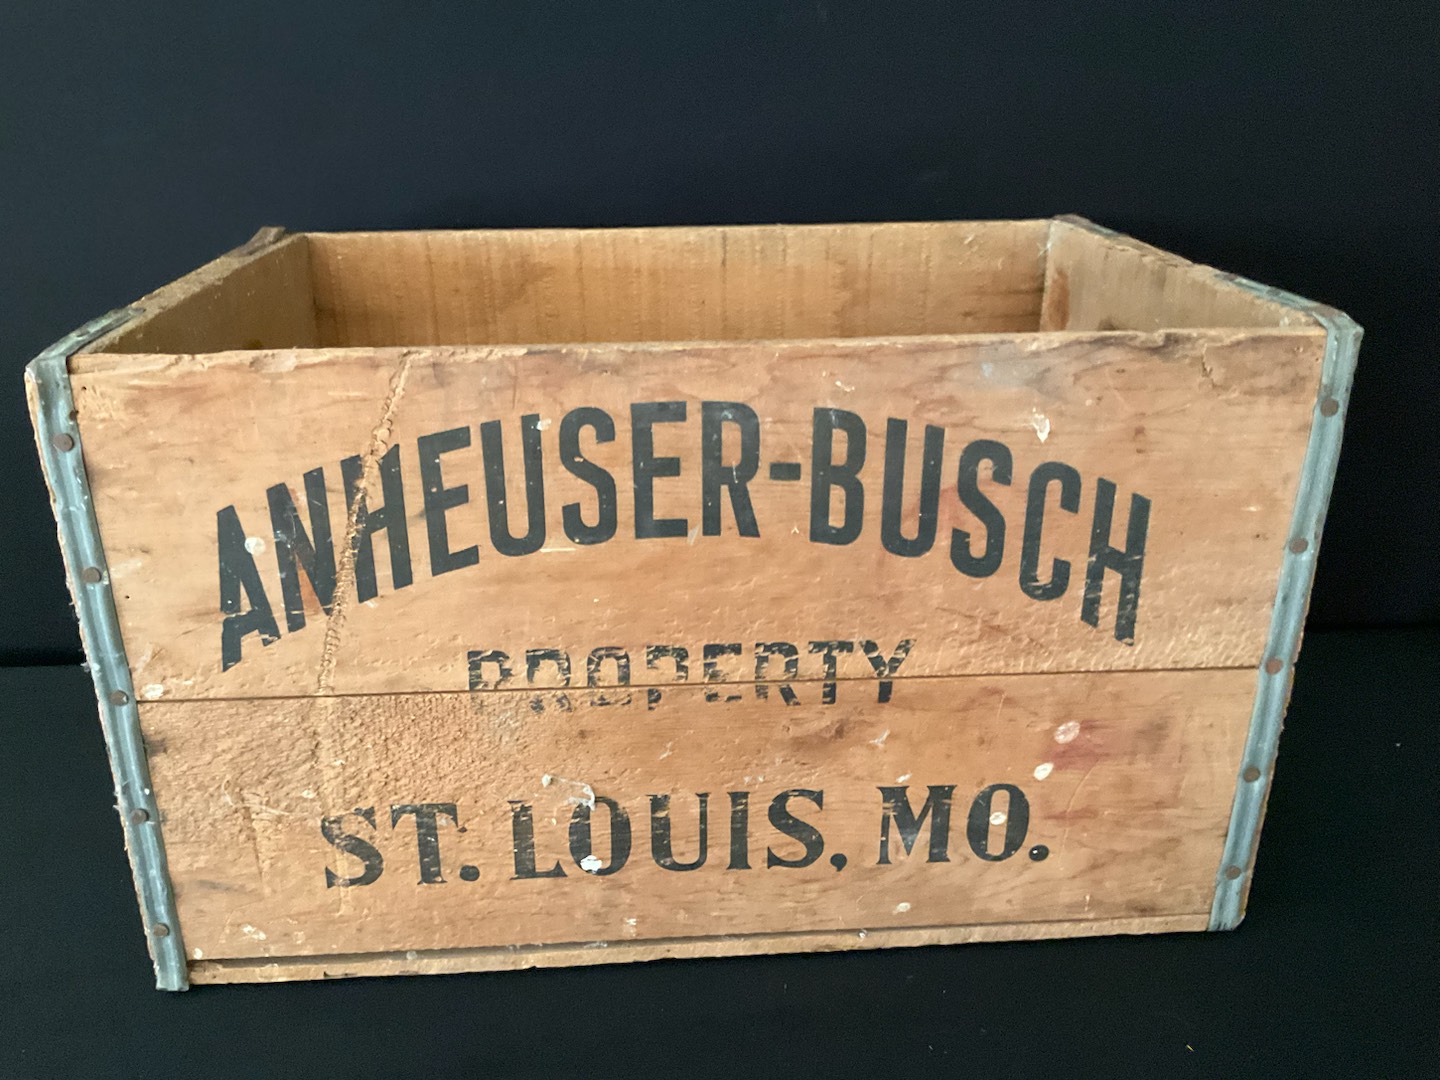 ANHEUSER-BUSCH
PROPERTY
ST. LOUIS, MO.